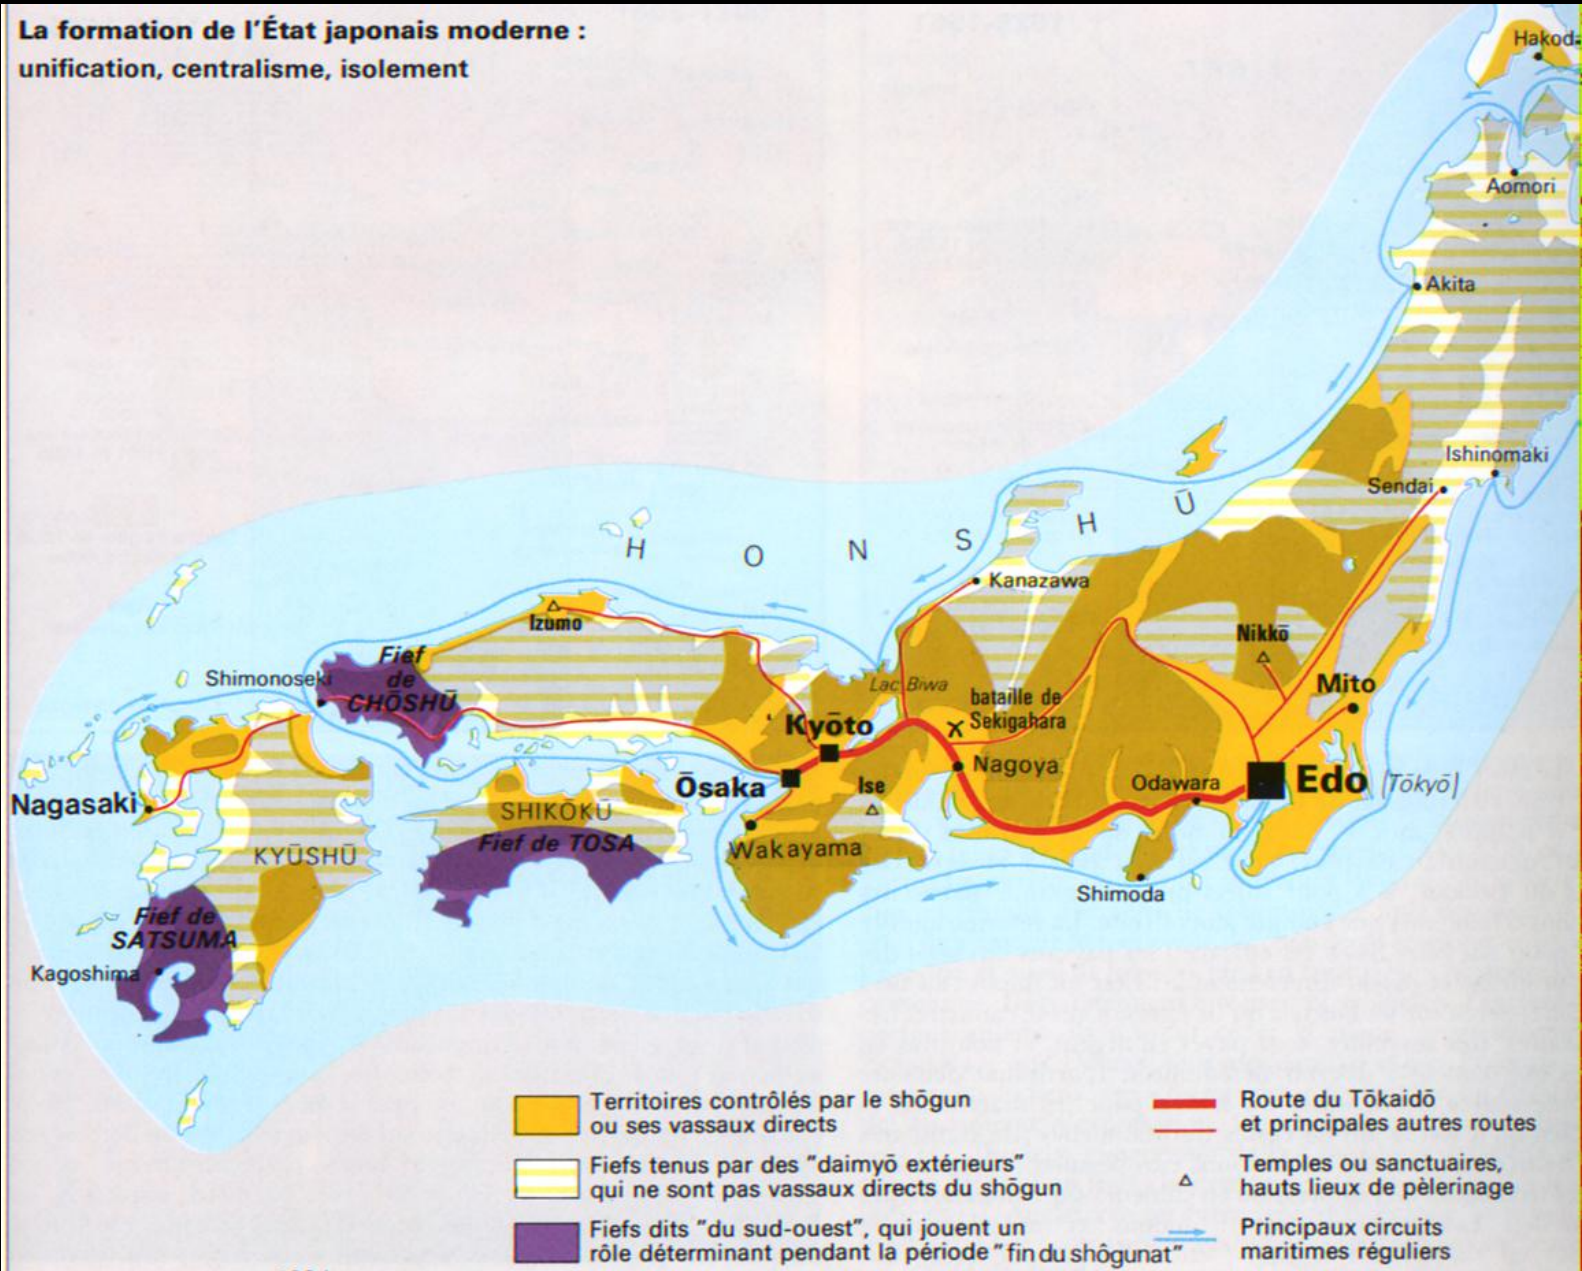 La formation de l'État japonais moderne :
unification, centralisme, isolement
Aomori
Akita
Ishinomaki
Sendai
H O N S H Ū
Kanazawa
Izumo
Nikkō
Fief
de
CHŌSHŪ
Shimonoseki
Lac Biwa
bataille de
Sekigahara
Mito
Kyōto
Nagoya
Ōsaka
Ise
Odawara
Edo (Tōkyō)
Nagasaki
SHIKŌKŪ
Fief de TOSA
Wakayama
KYŪSHŪ
Shimoda
Fief de
SATSUMA
Kagoshima
Territoires contrôlés par le shōgun
ou ses vassaux directs
Fiefs tenus par des "daimyō extérieurs"
qui ne sont pas vassaux directs du shōgun
Fiefs dits "du sud-ouest", qui jouent un
rôle déterminant pendant la période "fin du shôgunat"
Route du Tōkaidō
et principales autres routes
Temples ou sanctuaires,
hauts lieux de pèlerinage
Principaux circuits
maritimes réguliers